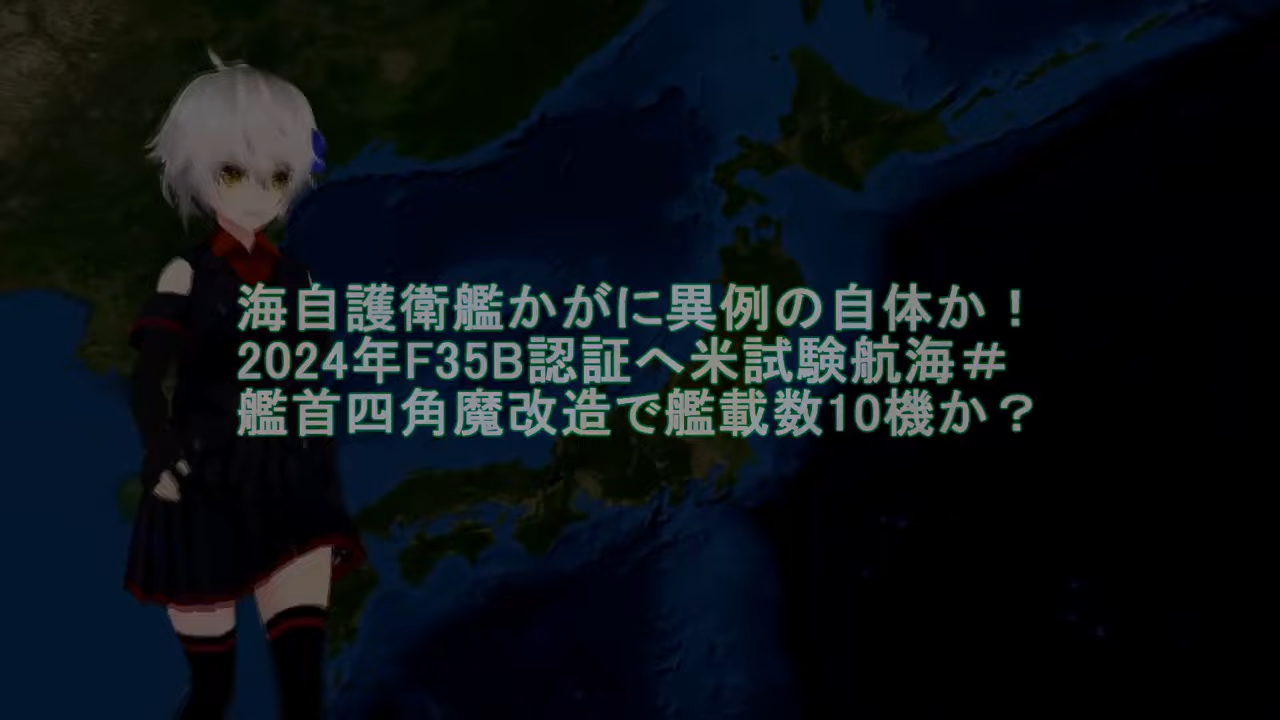 海自護衛艦かがに異例の自体か！
2024年F35B認証へ米試験航海＃
艦首四角魔改造で艦載数10機か？